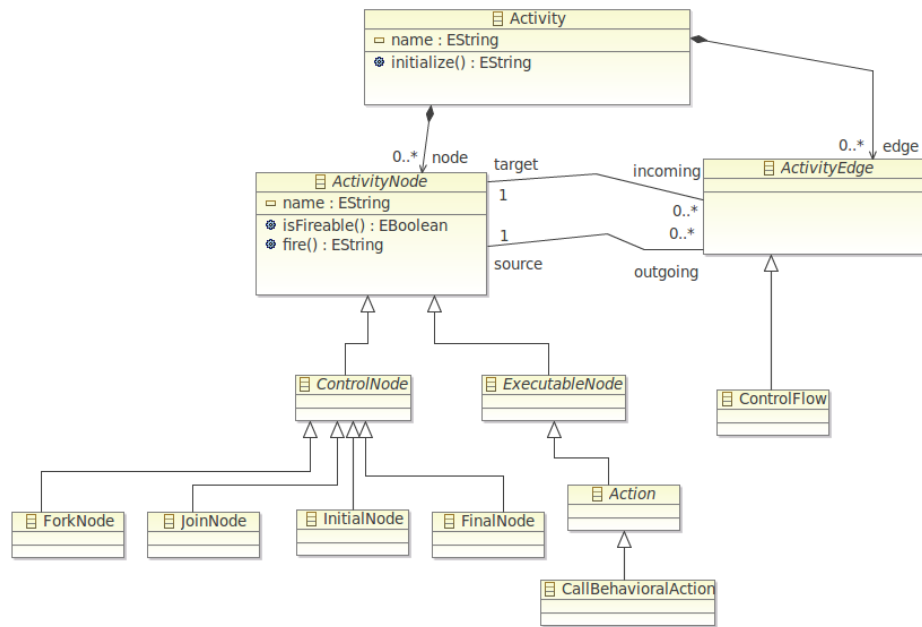 Activity
name : EString
initialize() : EString
0..* node
0..* edge
target
incoming
1
0..*
ActivityNode
name : EString
isFireable() : EBoolean
fire() : EString
ActivityEdge
1
0..*
source
outgoing
ControlNode
ExecutableNode
ControlFlow
ForkNode
JoinNode
InitialNode
FinalNode
Action
CallBehavioralAction